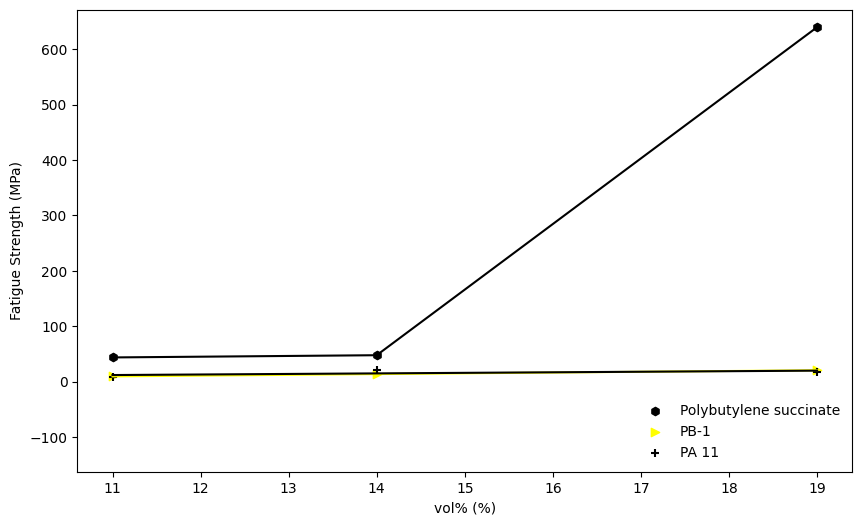 600
500
400
300
200
100
0
−100
Fatigue Strength (MPa)
11 12 13 14 15 16 17 18 19
vol% (%)
Polybutylene succinate
PB-1
PA 11